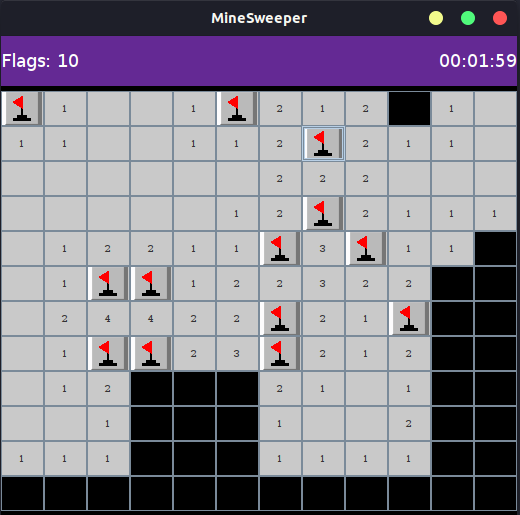 MineSweeper
Flags: 10 00:01:59
1 1 2 1 2 1
1 1 1 1 2 2 1 1
2 2 2
1 2 2 1 1 1
1 2 2 1 1 3 1 1
1 1 2 2 3 2 2
2 4 4 2 2 2 1
1 2 3 2 1 2
1 2 2 1 1
1 1 2
1 1 1 1 1 1 1